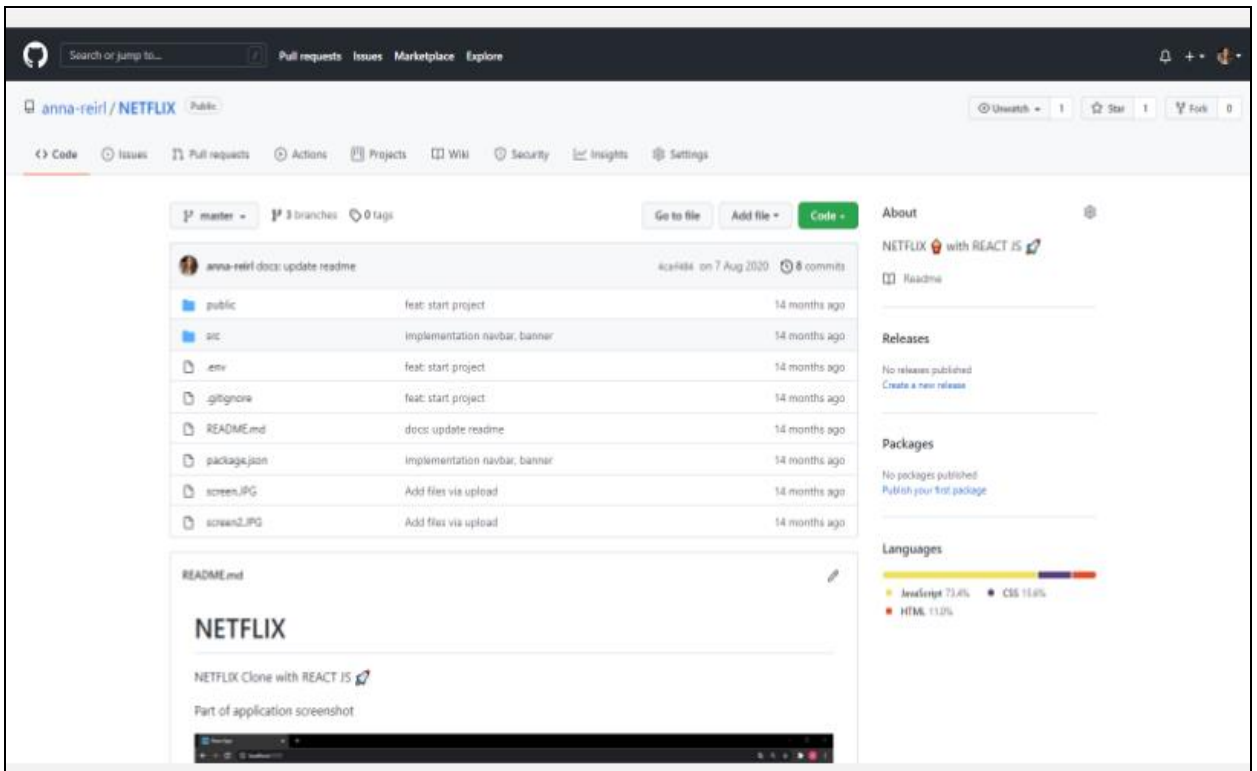 Search or jump to... / Pull requests Issues Marketplace Explore
anna-reirl / NETFLIX Public Unwatch 1 Star 1 Fork 0
Code Issues Pull requests Actions Projects Wiki Security Insights Settings
master 3 branches 0 tags Go to file Add file Code
anna-reirl docs: update readme on 7 Aug 2020 8 commits
public feat: start project 14 months ago
src implementation navbar, banner 14 months ago
.env feat: start project 14 months ago
.gitignore feat: start project 14 months ago
README.md docs: update readme 14 months ago
package.json implementation navbar, banner 14 months ago
screen.JPG Add files via upload 14 months ago
screen2.JPG Add files via upload 14 months ago
README.md
NETFLIX
NETFLIX Clone with REACT JS 🚀
Part of application screenshot
About
NETFLIX 🍿 with REACT JS 🚀
Readme
Releases
No releases published
Create a new release
Packages
No packages published
Publish your first package
Languages
JavaScript 73.4% CSS 15.6%
HTML 11.0%